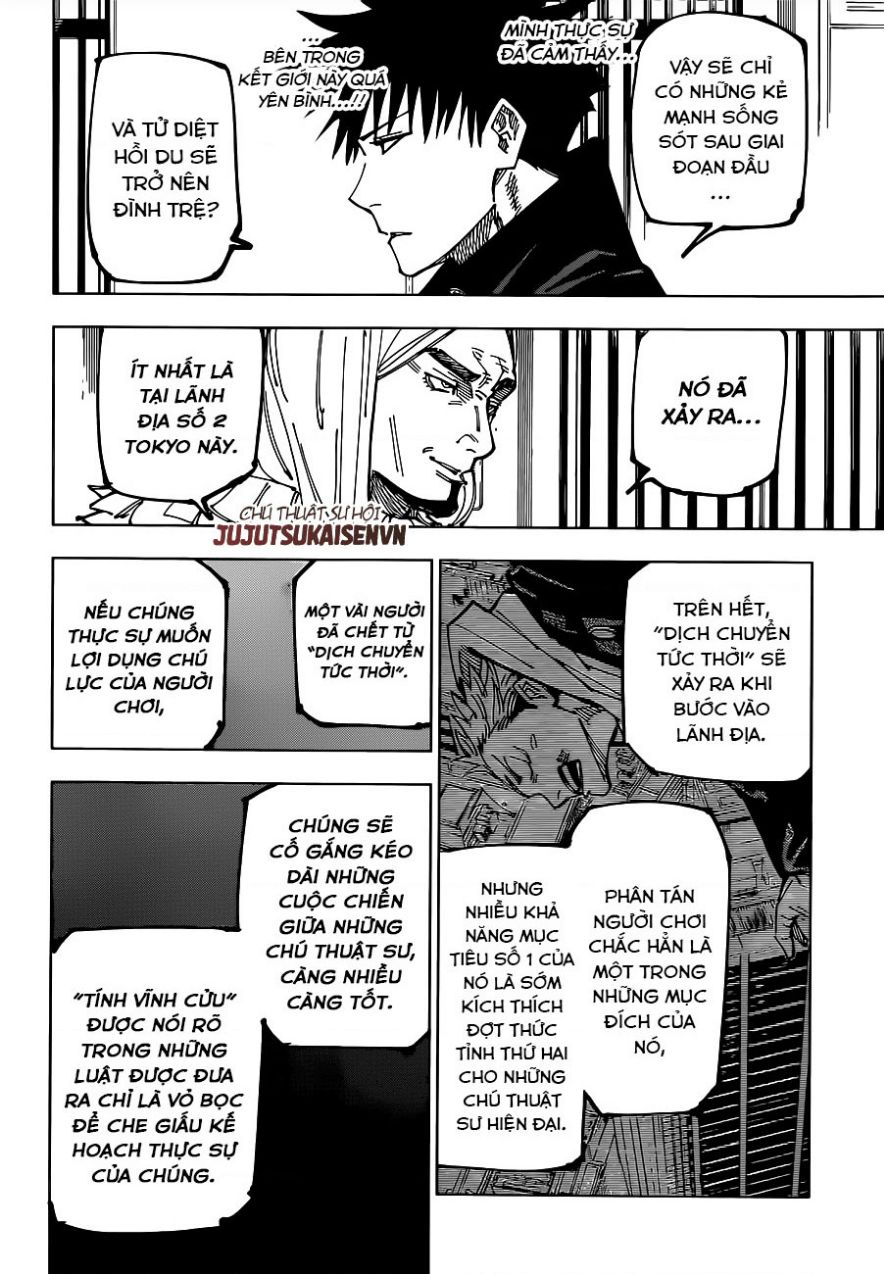 VẬY SẼ CHỈ
CÓ NHỮNG KẺ
MẠNH SỐNG
SÓT SAU GIAI
ĐOẠN ĐẦU
...
MÌNH THỰC SỰ
ĐÃ CẢM THẤY...
...
BÊN TRONG
KẾT GIỚI NÀY QUÁ
YÊN BÌNH...!!
VÀ TỬ DIỆT
HỒI DU SẼ
TRỞ NÊN
ĐÌNH TRỆ?
NÓ ĐÃ
XẢY RA...
ÍT NHẤT LÀ
TẠI LÃNH
ĐỊA SỐ 2
TOKYO NÀY.
CHÚ THUẬT SƯ HỒI
JUJUTSUKAISENVN
TRÊN HẾT,
"DỊCH CHUYỂN
TỨC THỜI" SẼ
XẢY RA KHI
BƯỚC VÀO
LÃNH ĐỊA.
PHÂN TÁN
NGƯỜI CHƠI
CHẮC HẲN LÀ
MỘT TRONG
NHỮNG MỤC
ĐÍCH CỦA
NÓ,
NHƯNG
NHIỀU KHẢ
NĂNG MỤC
TIÊU SỐ 1 CỦA
NÓ LÀ SỚM
KÍCH THÍCH
ĐỢT THỨC
TỈNH THỨ HAI
CHO NHỮNG
CHÚ THUẬT
SƯ HIỆN ĐẠI.
MỘT VÀI NGƯỜI
ĐÃ CHẾT TỪ
"DỊCH CHUYỂN
TỨC THỜI".
NẾU CHÚNG
THỰC SỰ MUỐN
LỢI DỤNG CHÚ
LỰC CỦA NGƯỜI
CHƠI,
CHÚNG SẼ
CỐ GẮNG KÉO
DÀI NHỮNG
CUỘC CHIẾN
GIỮA NHỮNG
CHÚ THUẬT SƯ,
CÀNG NHIỀU
CÀNG TỐT.
"TÍNH VĨNH CỬU"
ĐƯỢC NÓI RÕ
TRONG NHỮNG
LUẬT ĐƯỢC ĐƯA
RA CHỈ LÀ VỎ BỌC
ĐỂ CHE GIẤU KẾ
HOẠCH THỰC SỰ
CỦA CHÚNG.